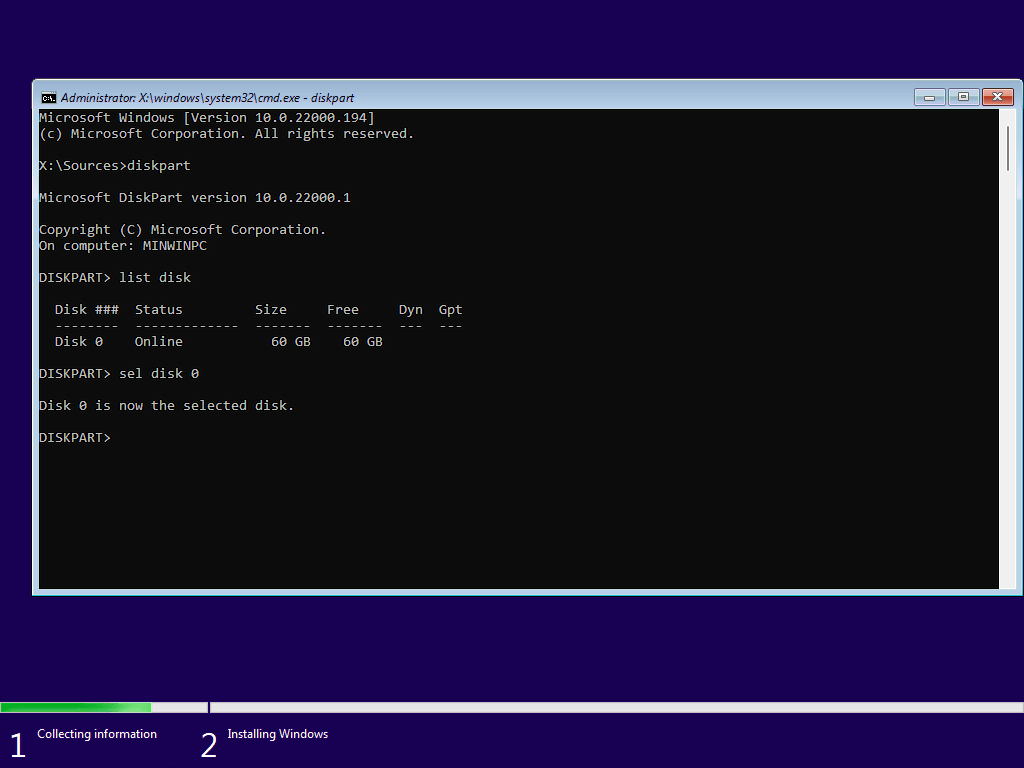 Administrator: X:\windows\system32\cmd.exe - diskpart
Microsoft Windows [Version 10.0.22000.194]
(c) Microsoft Corporation. All rights reserved.
X:\Sources>diskpart
Microsoft DiskPart version 10.0.22000.1
Copyright (C) Microsoft Corporation.
On computer: MINWINPC
DISKPART> list disk
  Disk ###  Status         Size     Free     Dyn  Gpt
  --------  -------------  -------  -------  ---  ---
  Disk 0    Online           60 GB    60 GB
DISKPART> sel disk 0
Disk 0 is now the selected disk.
DISKPART>
1 Collecting information
2 Installing Windows